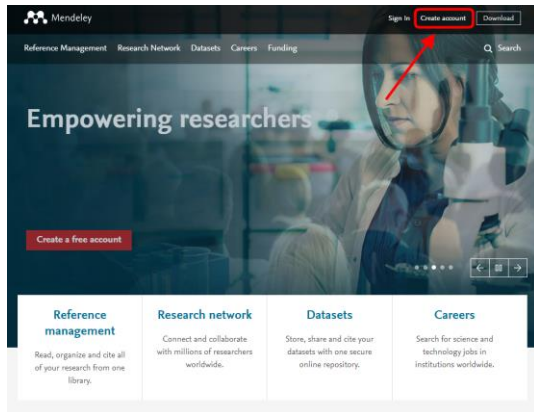 Mendeley
Sign In Create account Download
Reference Management Research Network Datasets Careers Funding
Search
Empowering researchers
Create a free account
Reference management
Read, organize and cite all
of your research from one
library.
Research network
Connect and collaborate
with millions of researchers
worldwide.
Datasets
Store, share and cite your
datasets with one secure
online repository.
Careers
Search for science and
technology jobs in
institutions worldwide.